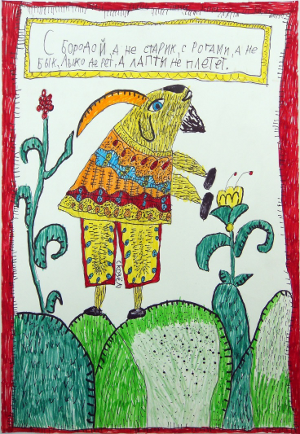 С бородой, а не старик, с рогами, а не
бык, лыко дерет, а лапти не плетет.